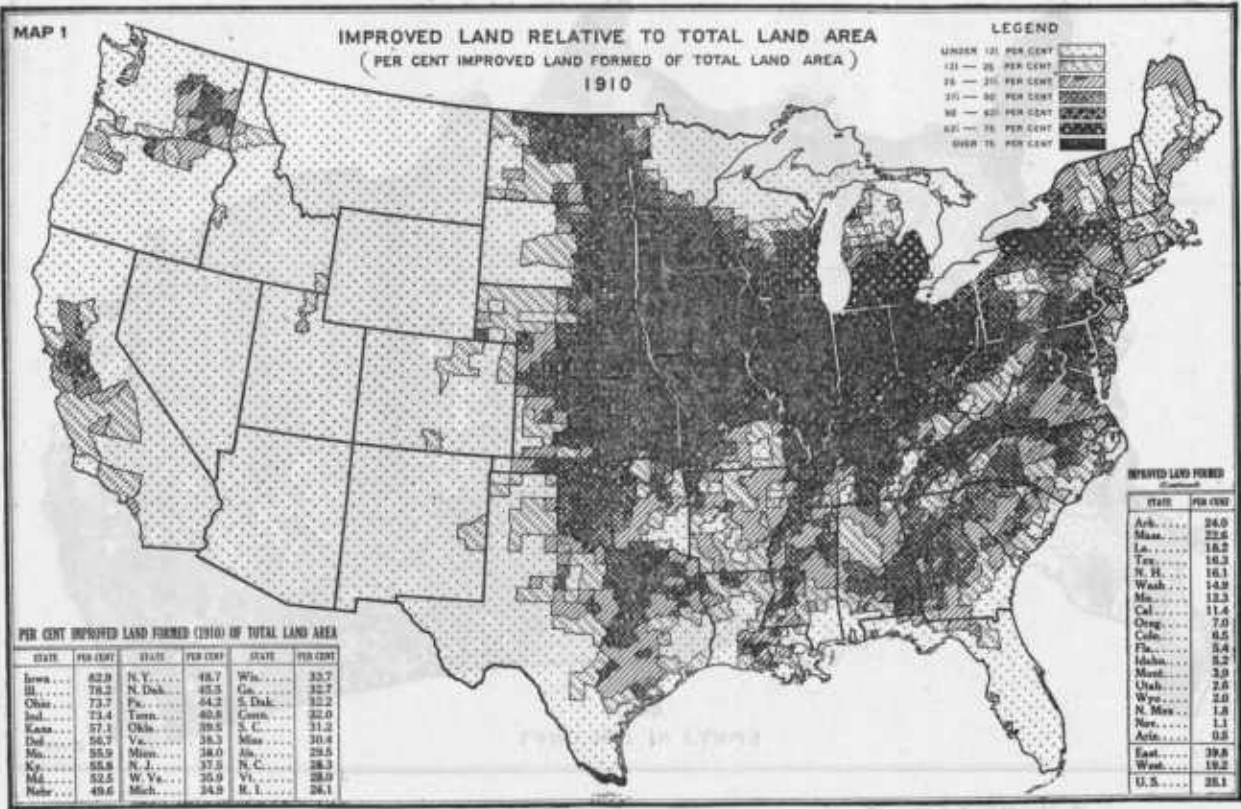 MAP 1
IMPROVED LAND RELATIVE TO TOTAL LAND AREA
( PER CENT IMPROVED LAND FORMED OF TOTAL LAND AREA )
1910
LEGEND
UNDER 12½ PER CENT
12½ — 25 PER CENT
25 — 37½ PER CENT
37½ — 50 PER CENT
50 — 62½ PER CENT
62½ — 75 PER CENT
OVER 75 PER CENT
IMPROVED LAND FORMED
STATE PER CENT
Ark. 24.0
Mass. 22.6
La. 18.2
Tex. 16.3
N. H. 16.1
Wash. 14.9
Me. 12.3
Cal. 11.4
Oreg. 7.0
Colo. 6.5
Fla. 5.4
Idaho 5.2
Mont. 3.9
Utah 2.6
Wyo. 2.0
N. Mex 1.8
Nev. 1.1
Ariz. 0.5
East 39.8
West 19.2
U. S.
PER CENT IMPROVED LAND FORMED (1910) OF TOTAL LAND AREA
STATE PER CENT STATE PER CENT STATE PER CENT
Iowa 82.9 N. Y. 48.7 Wis.
Ill. 78.2 N. Dak. 45.5 Ga. 32.7
Ohio 73.7 Pa. 44.2 S. Dak. 32.2
Ind. 73.4 Tenn. 40.8 Conn. 32.0
Kans. 57.1 Okla. 39.5 S. C. 31.2
Del. 56.7 Va. 38.3 Miss 30.4
Mo. 55.9 Minn. 38.0 Ala. 29.5
Ky. 55.8 N. J. 37.5 N. C. 28.3
Md. 52.5 W. Va. 35.9 Vt. 28.0
Nebr. 49.6 Mich. 34.9 R. I. 26.1